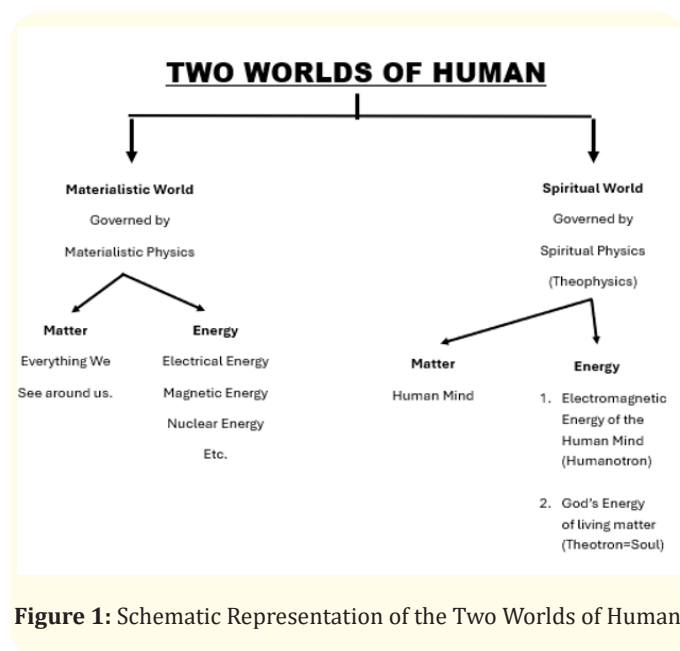 TWO WORLDS OF HUMAN
Materialistic World
Governed by
Materialistic Physics
Matter
Everything We
See around us.
Energy
Electrical Energy
Magnetic Energy
Nuclear Energy
Etc.
Spiritual World
Governed by
Spiritual Physics
(Theophysics)
Matter
Human Mind
Energy
1. Electromagnetic
Energy of the
Human Mind
(Humanotron)
2. God's Energy
of living matter
(Theotron=Soul)
Figure 1: Schematic Representation of the Two Worlds of Human